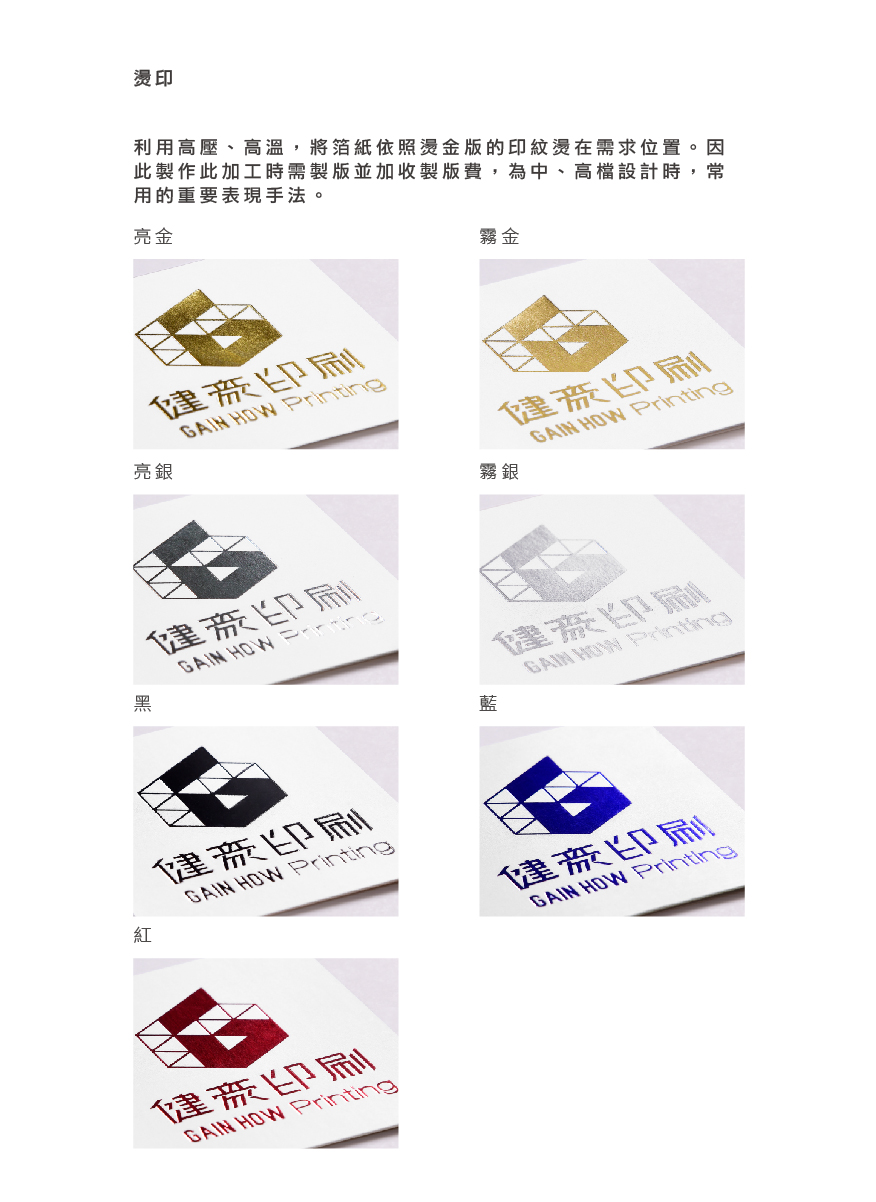 燙印
利用高壓、高溫，將箔紙依照燙金版的印紋燙在需求位置。因
此製作此加工時需製版並加收製版費，為中、高檔設計時，常
用的重要表現手法。
亮金
霧金
健豪印刷
GAIN HOW Printing
健豪印刷
GAIN HOW Printing
亮銀
霧銀
健豪印刷
GAIN HOW Printing
健豪印刷
GAIN HOW Printing
黑
藍
健豪印刷
GAIN HOW Printing
健豪印刷
GAIN HOW Printing
紅
健豪印刷
GAIN HOW Printing